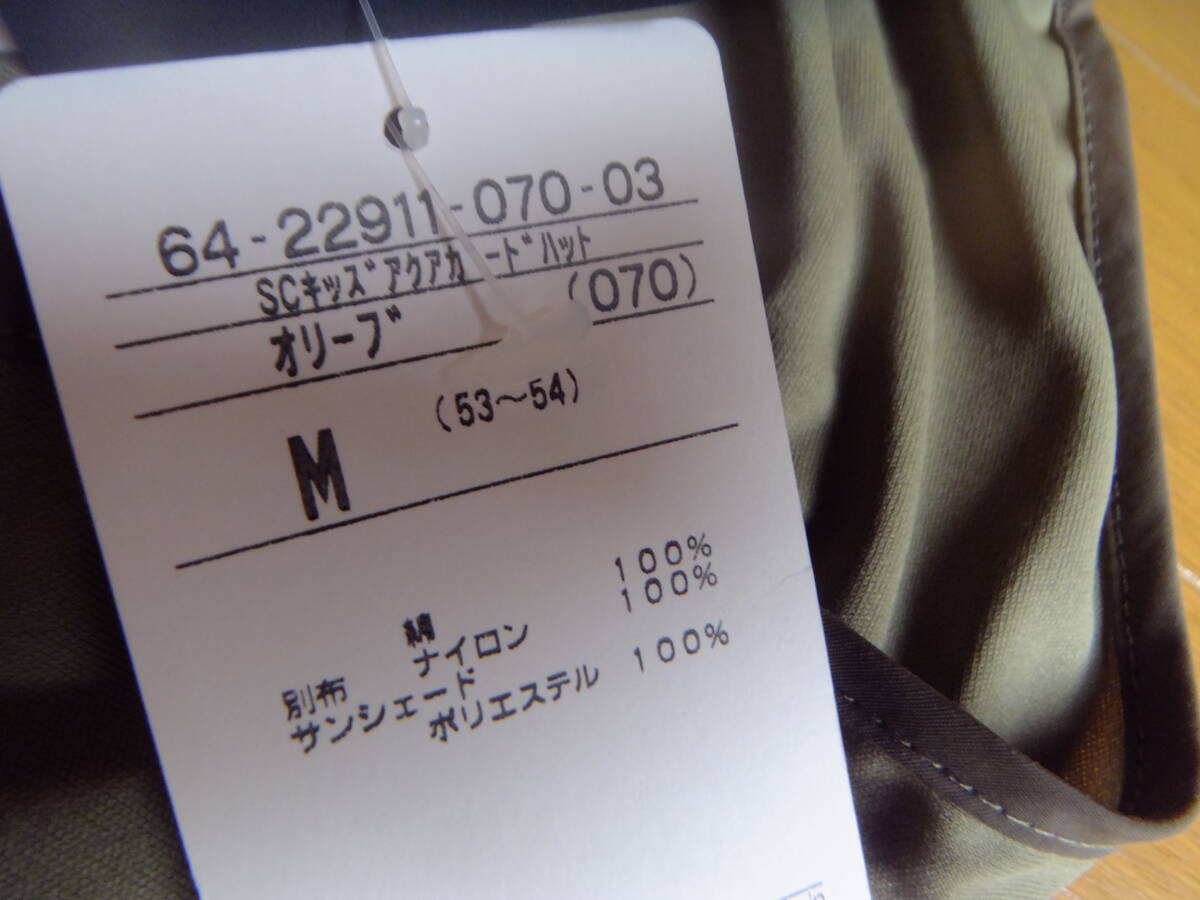 64-22911-070-03
SCキッズアクアガードハット
オリーブ (070)
M (53〜54)
綿 100%
別布 ナイロン 100%
サンシェード
ポリエステル 100%